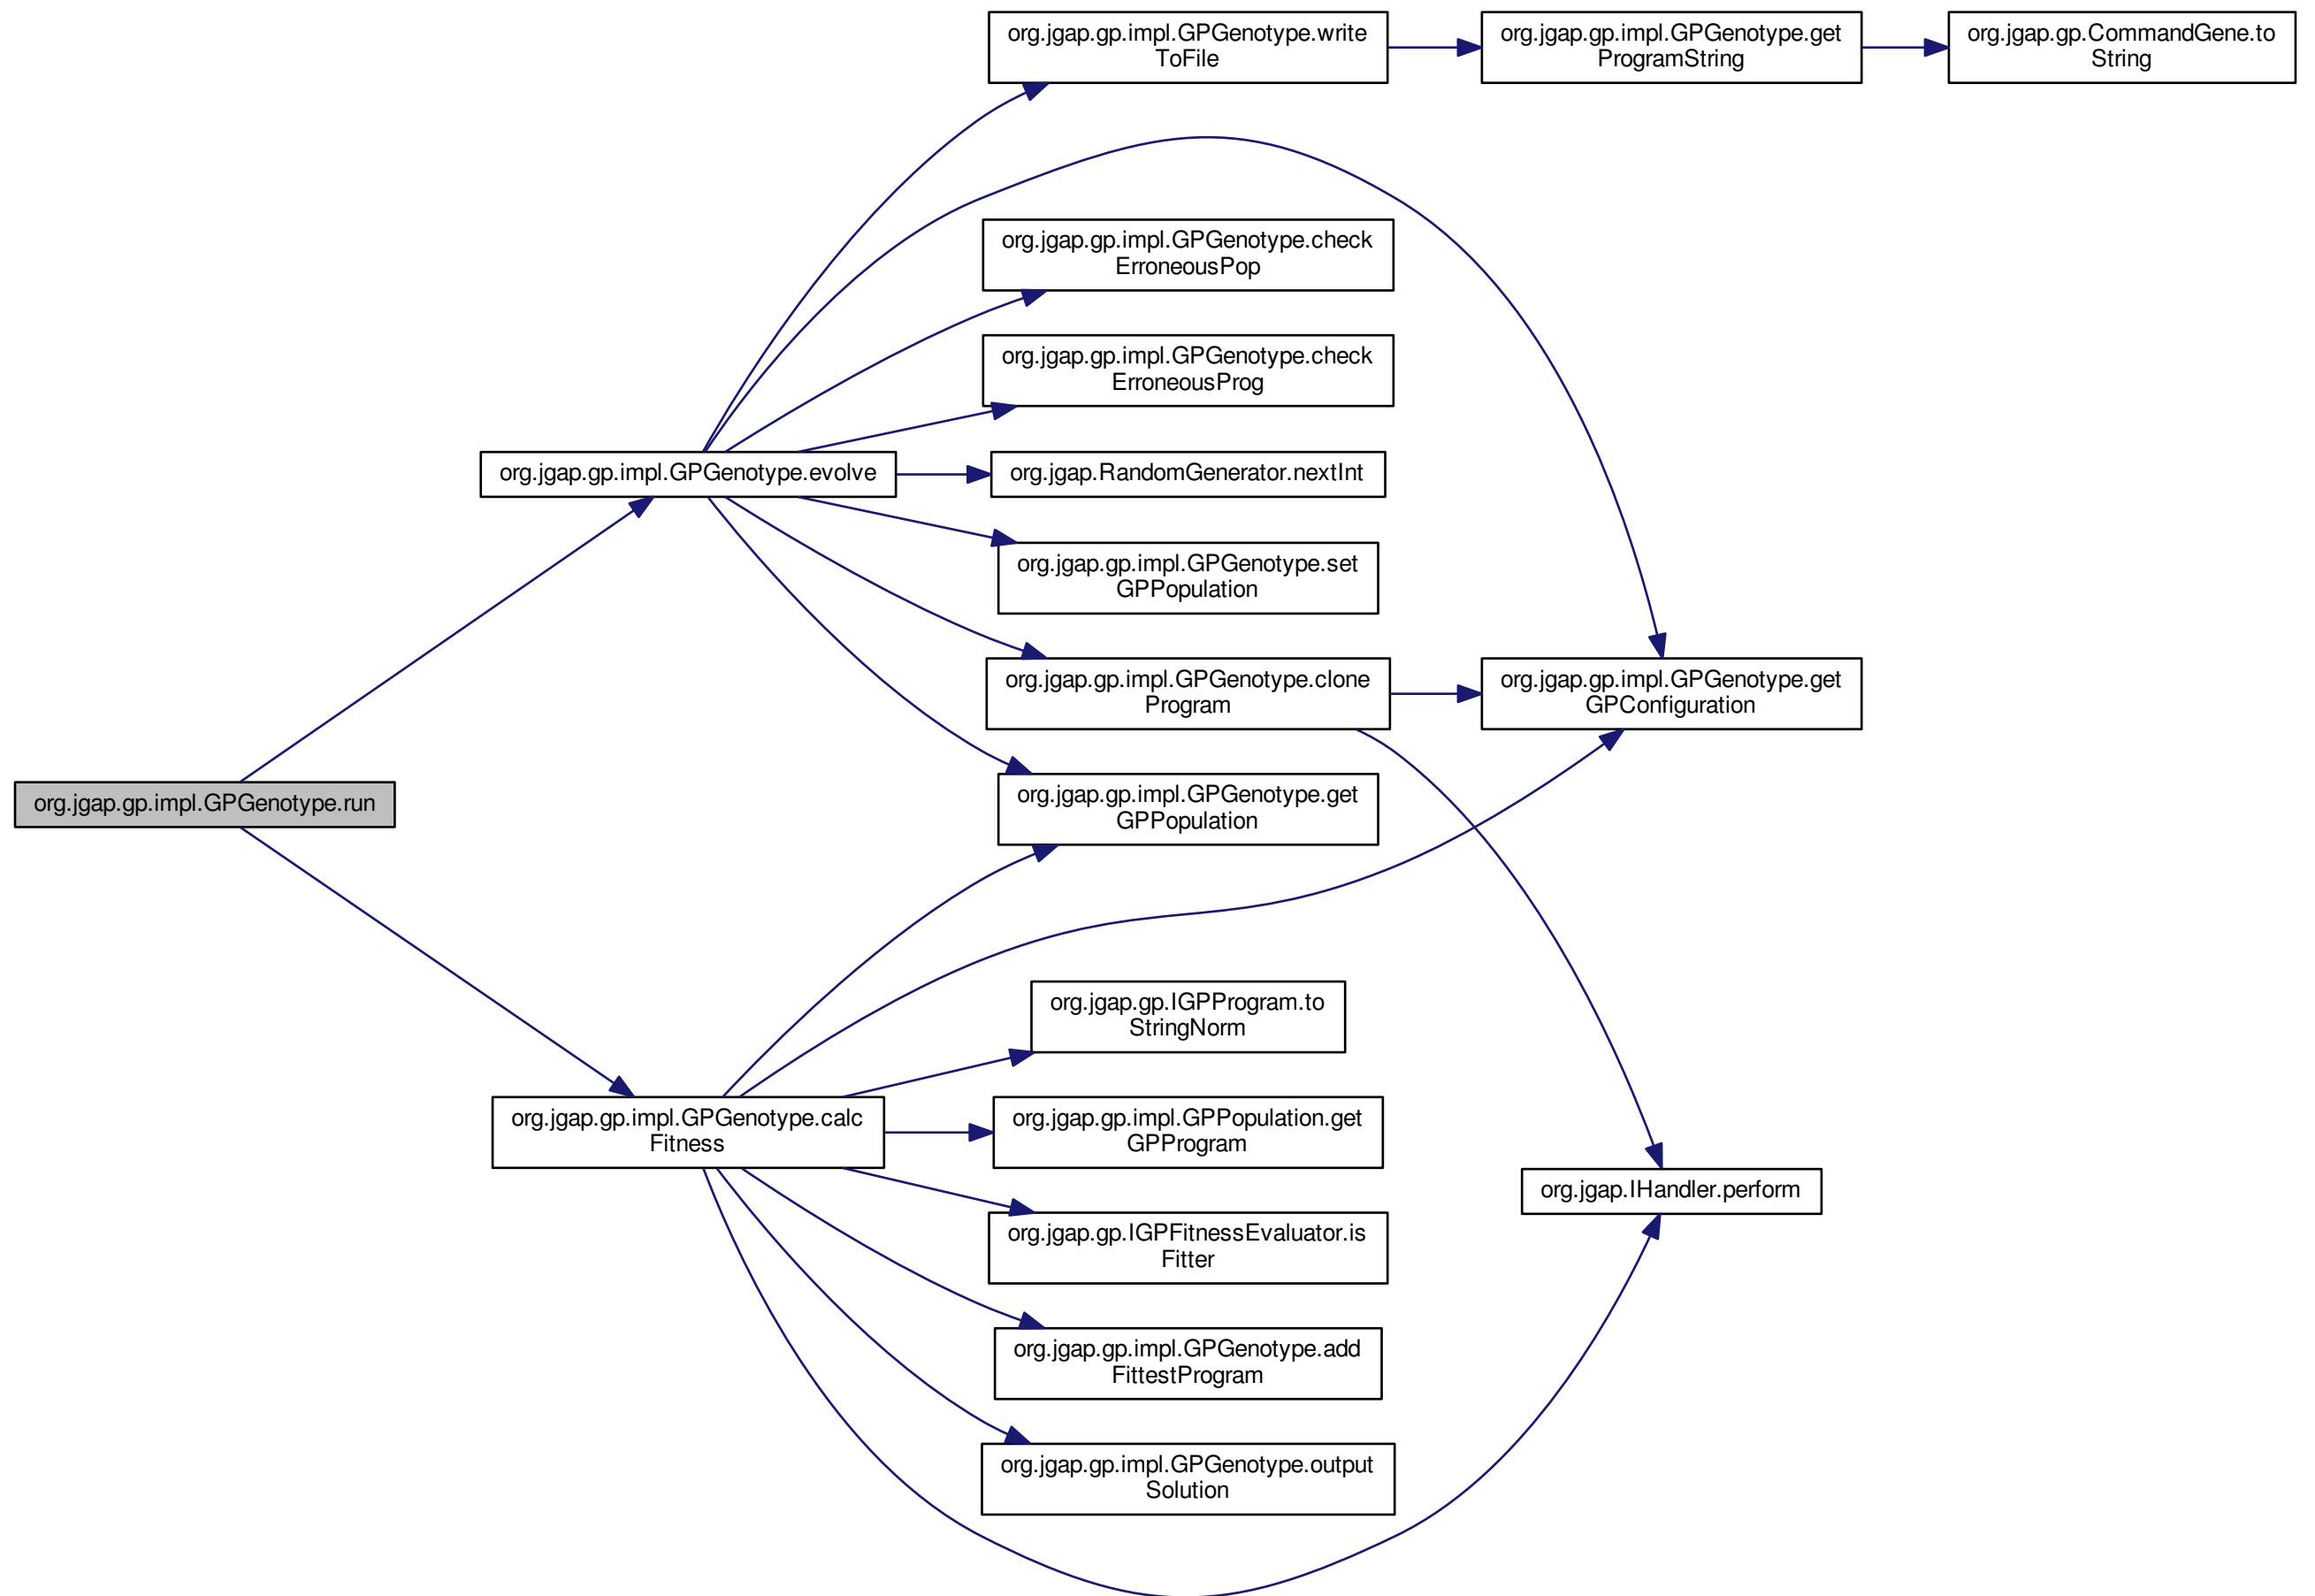 org.jgap.gp.impl.GPGenotype.write
ToFile
org.jgap.gp.impl.GPGenotype.get
ProgramString
org.jgap.gp.CommandGene.to
String
org.jgap.gp.impl.GPGenotype.check
ErroneousPop
org.jgap.gp.impl.GPGenotype.check
ErroneousProg
org.jgap.gp.impl.GPGenotype.evolve
org.jgap.RandomGenerator.nextInt
org.jgap.gp.impl.GPGenotype.set
GPPopulation
org.jgap.gp.impl.GPGenotype.clone
Program
org.jgap.gp.impl.GPGenotype.get
GPConfiguration
org.jgap.gp.impl.GPGenotype.run
org.jgap.gp.impl.GPGenotype.get
GPPopulation
org.jgap.gp.IGPProgram.to
StringNorm
org.jgap.gp.impl.GPGenotype.calc
Fitness
org.jgap.gp.impl.GPPopulation.get
GPProgram
org.jgap.IHandler.perform
org.jgap.gp.IGPFitnessEvaluator.is
Fitter
org.jgap.gp.impl.GPGenotype.add
FittestProgram
org.jgap.gp.impl.GPGenotype.output
Solution